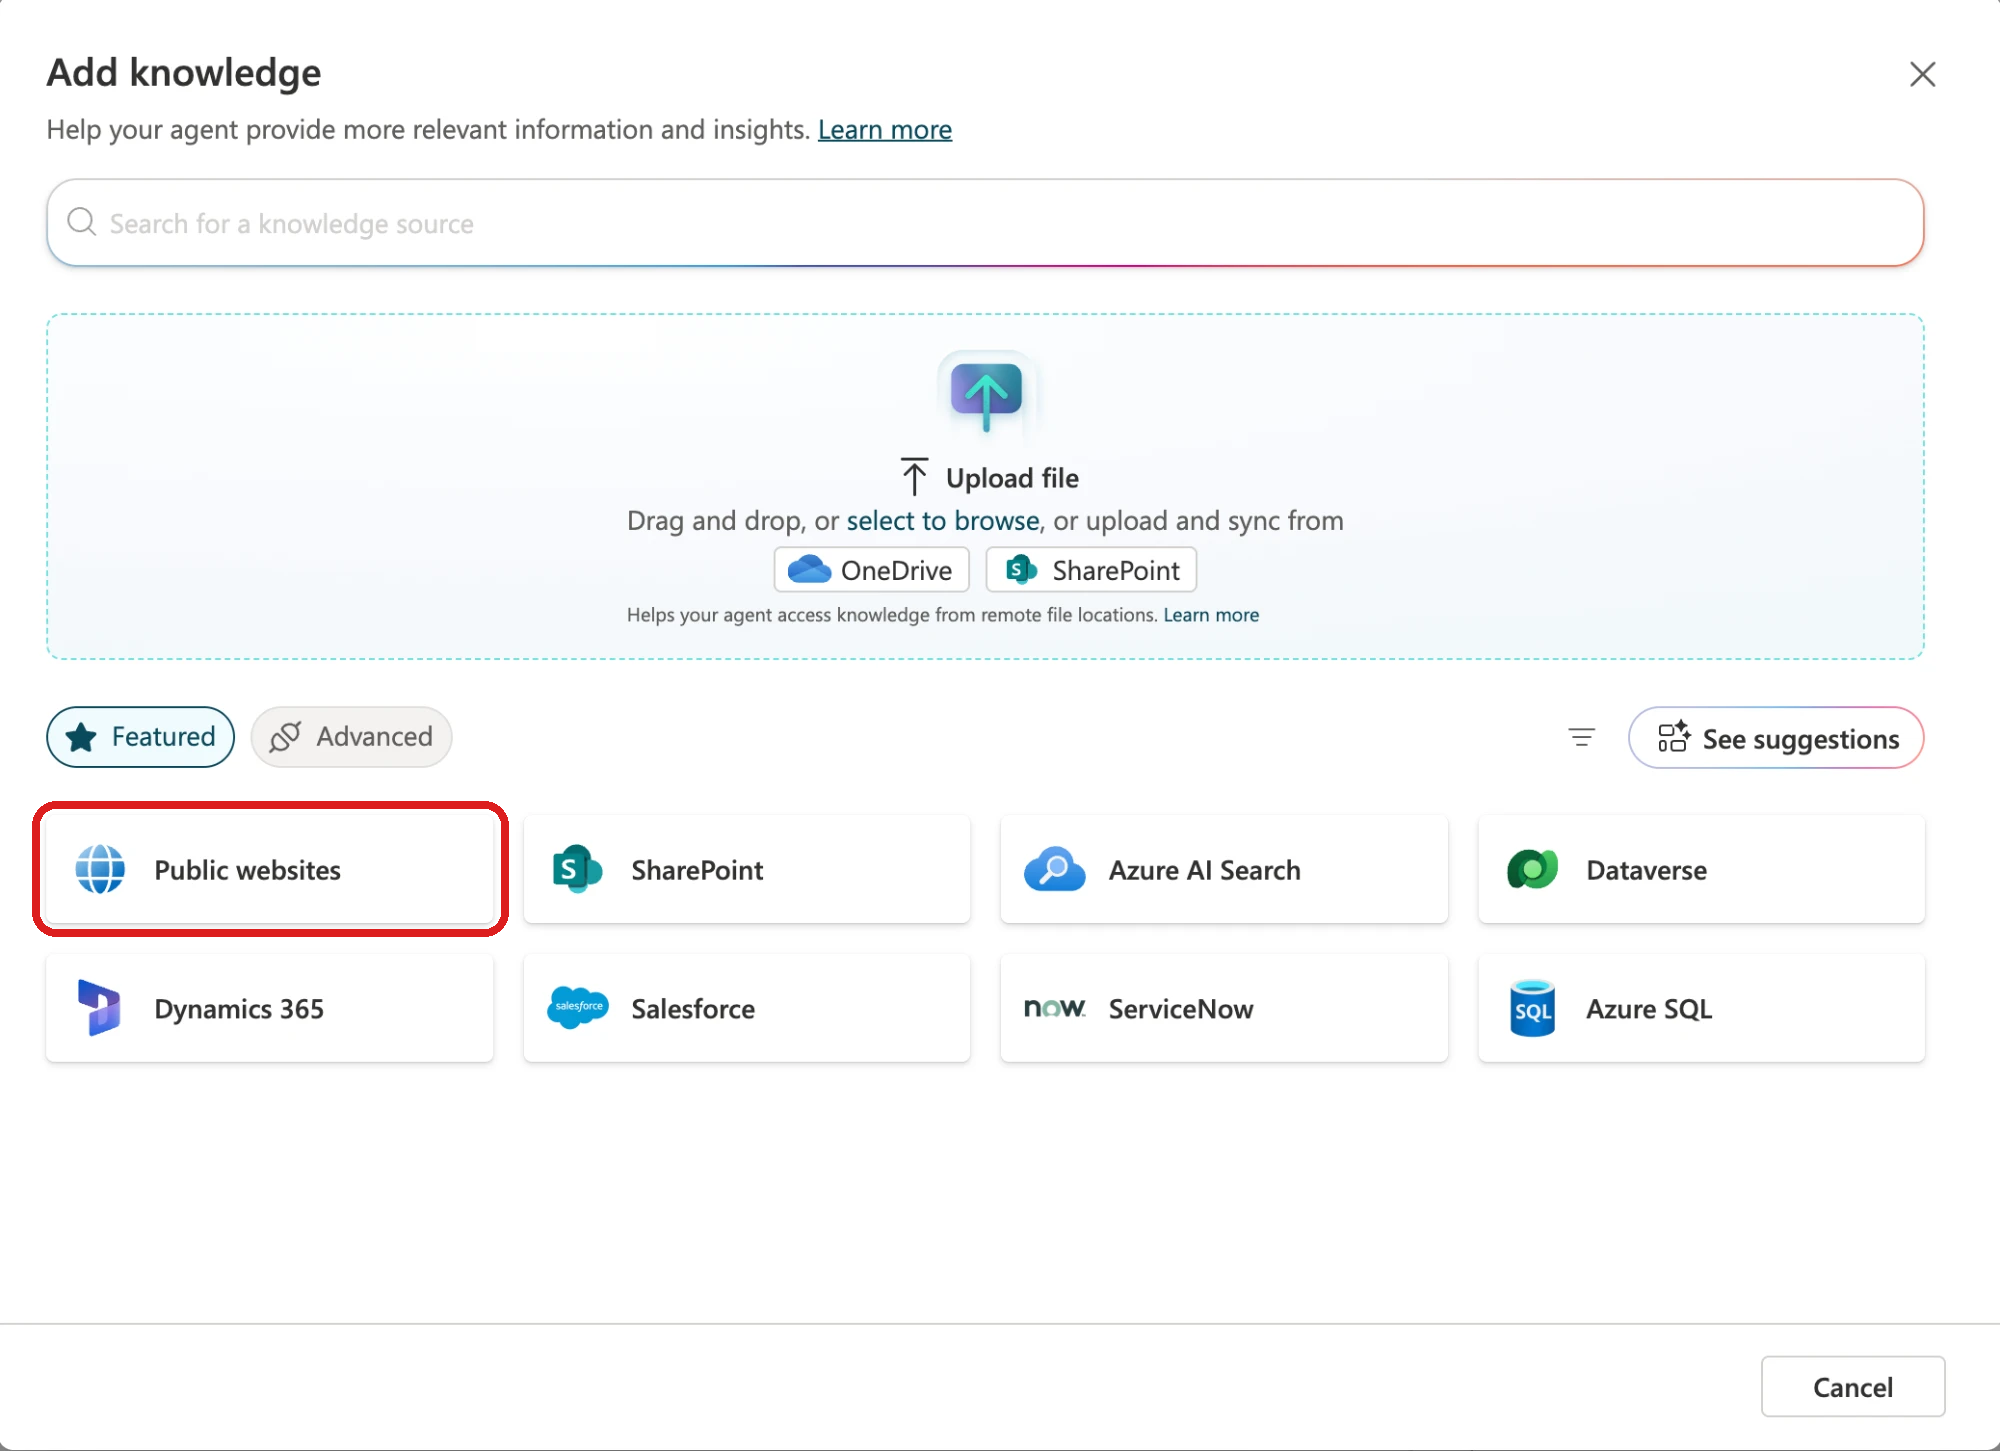 Add knowledge
Help your agent provide more relevant information and insights. Learn more
Search for a knowledge source
Upload file
Drag and drop, or select to browse, or upload and sync from
OneDrive SharePoint
Helps your agent access knowledge from remote file locations. Learn more
Featured Advanced See suggestions
Public websites S SharePoint Azure AI Search Dataverse
Dynamics 365 salesforce Salesforce now. ServiceNow SQL Azure SQL
Cancel